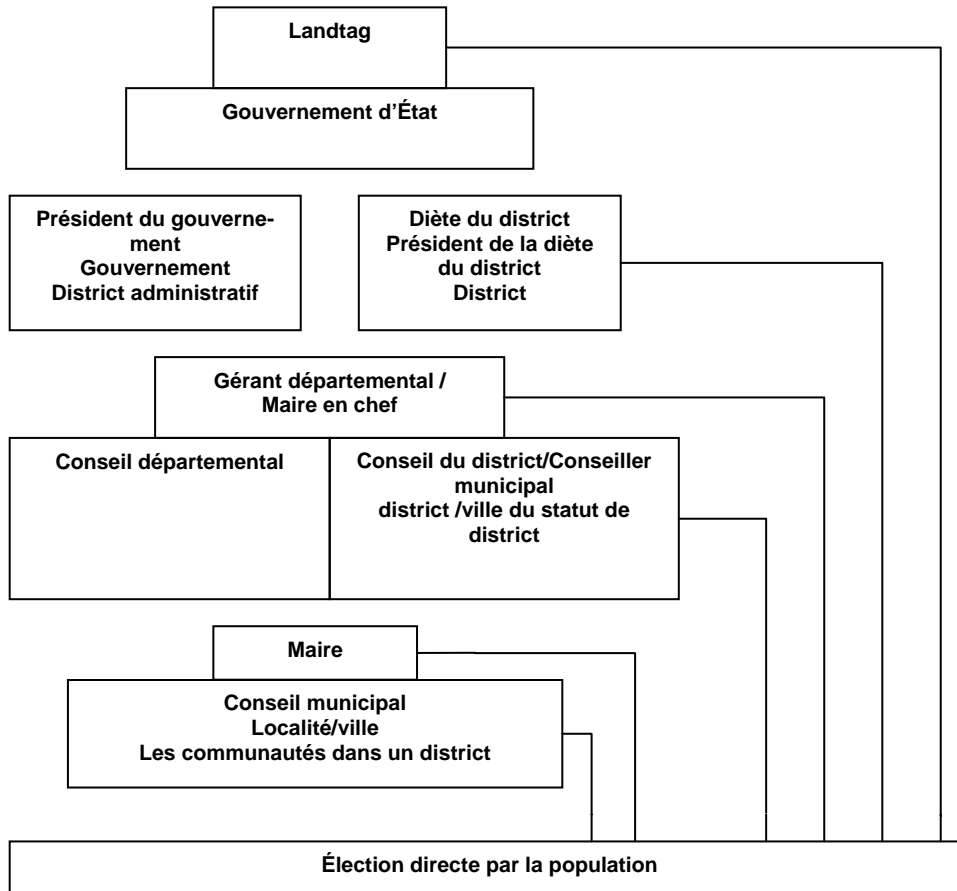 Landtag
Gouvernement d’État
Président du gouverne-
ment
Gouvernement
District administratif
Diète du district
Président de la diète
du district
District
Gérant départemental /
Maire en chef
Conseil départemental
Conseil du district/Conseiller
municipal
district /ville du statut de
district
Maire
Conseil municipal
Localité/ville
Les communautés dans un district
Élection directe par la population